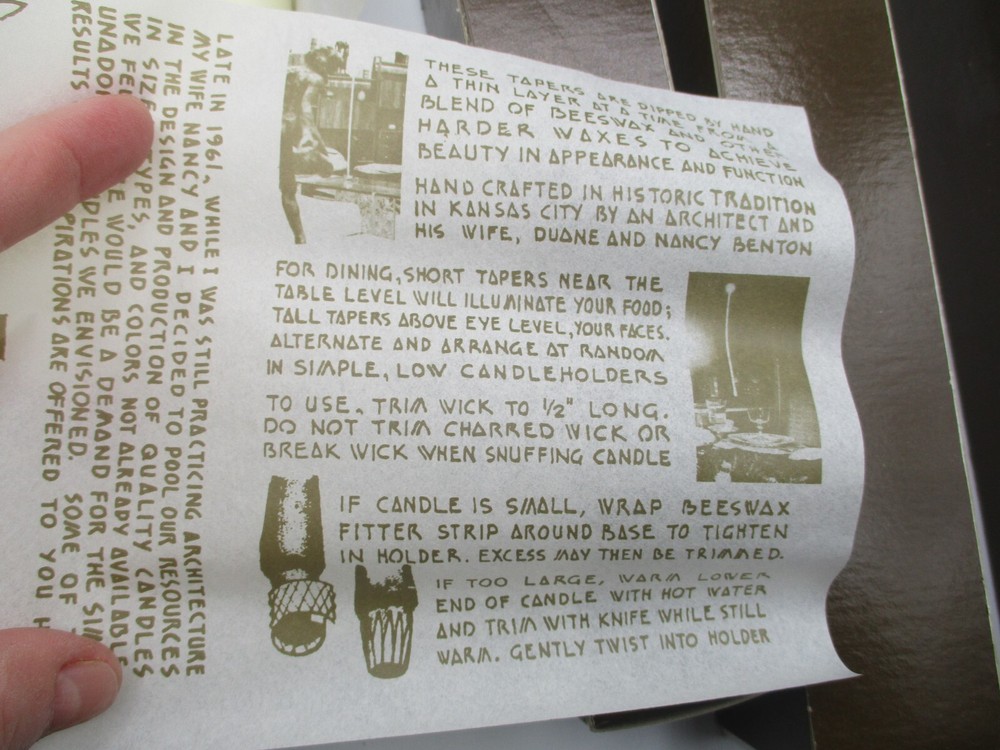 THESE TAPERS ARE DIPPED BY HAND
A THIN LAYER AT A TIME FROM A
BLEND OF BEESWAX AND OTHER
HARDER WAXES TO ACHIEVE
BEAUTY IN APPEARANCE AND FUNCTION
HAND CRAFTED IN HISTORIC TRADITION
IN KANSAS CITY BY AN ARCHITECT AND
HIS WIFE, DUANE AND NANCY BENTON
FOR DINING, SHORT TAPERS NEAR THE
TABLE LEVEL WILL ILLUMINATE YOUR FOOD;
TALL TAPERS ABOVE EYE LEVEL, YOUR FACES.
ALTERNATE AND ARRANGE AT RANDOM
IN SIMPLE, LOW CANDLEHOLDERS
TO USE, TRIM WICK TO 1/2" LONG.
DO NOT TRIM CHARRED WICK OR
BREAK WICK WHEN SNUFFING CANDLE
IF CANDLE IS SMALL, WRAP BEESWAX
FITTER STRIP AROUND BASE TO TIGHTEN
IN HOLDER. EXCESS MAY THEN BE TRIMMED.
IF TOO LARGE, WARM LOWER
END OF CANDLE WITH HOT WATER
AND TRIM WITH KNIFE WHILE STILL
WARM. GENTLY TWIST INTO HOLDER
LATE IN 1961, WHILE I WAS STILL PRACTICING ARCHITECTURE
MY WIFE NANCY AND I DECIDED TO POOL OUR RESOURCES
IN THE DESIGN AND PRODUCTION OF QUALITY CANDLES
IN SIZE TYPES, AND COLORS NOT ALREADY AVAILABLE
WE FE WOULD BE A DEMAND FOR THE
WE ENVISIONED. SOME OF
RESULTS ARE OFFERED TO YOU